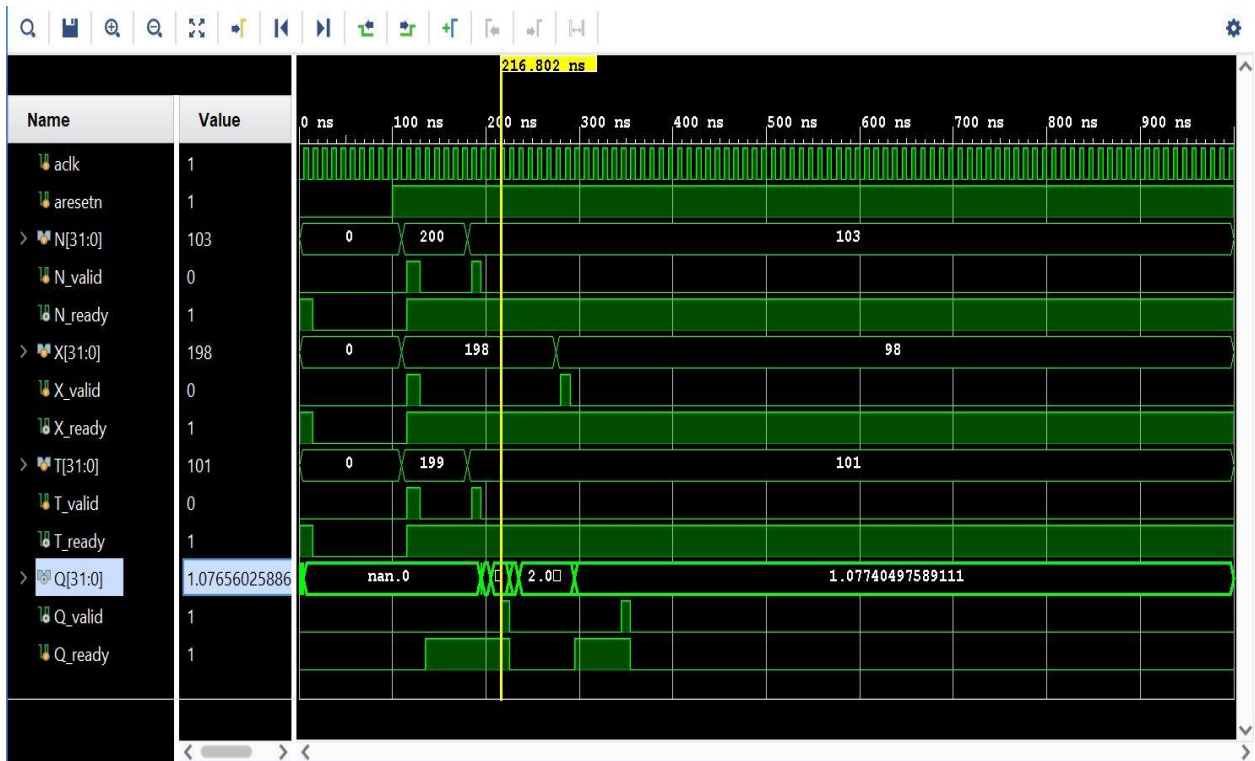 216.802 ns
Name Value 0 ns 100 ns 200 ns 300 ns 400 ns 500 ns 600 ns 700 ns 800 ns 900 ns
aclk 1
aresetn 1
N[31:0] 103 0 200 103
N_valid 0
N_ready 1
X[31:0] 198 0 198 98
X_valid 0
X_ready 1
T[31:0] 101 0 199 101
T_valid 0
T_ready 1
Q[31:0] 1.07656025886 nan.0 2.0 1.07740497589111
Q_valid 1
Q_ready 1